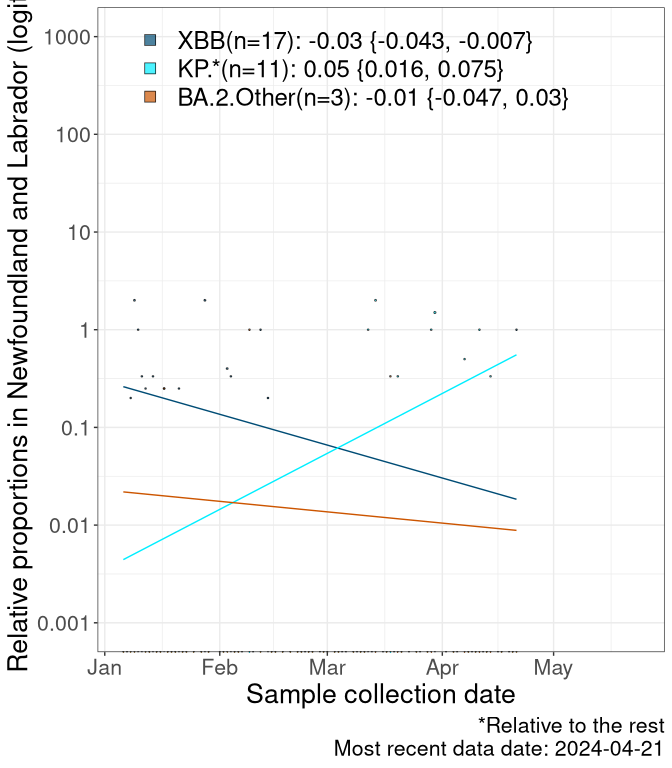 XBB(n=17): -0.03 {-0.043, -0.007}
KP.*(n=11): 0.05 {0.016, 0.075}
BA.2.Other(n=3): -0.01 {-0.047, 0.03}
Relative proportions in Newfoundland and Labrador (logit
1000
100
10
1
0.1
0.01
0.001
Jan Feb Mar Apr May
Sample collection date
*Relative to the rest
Most recent data date: 2024-04-21